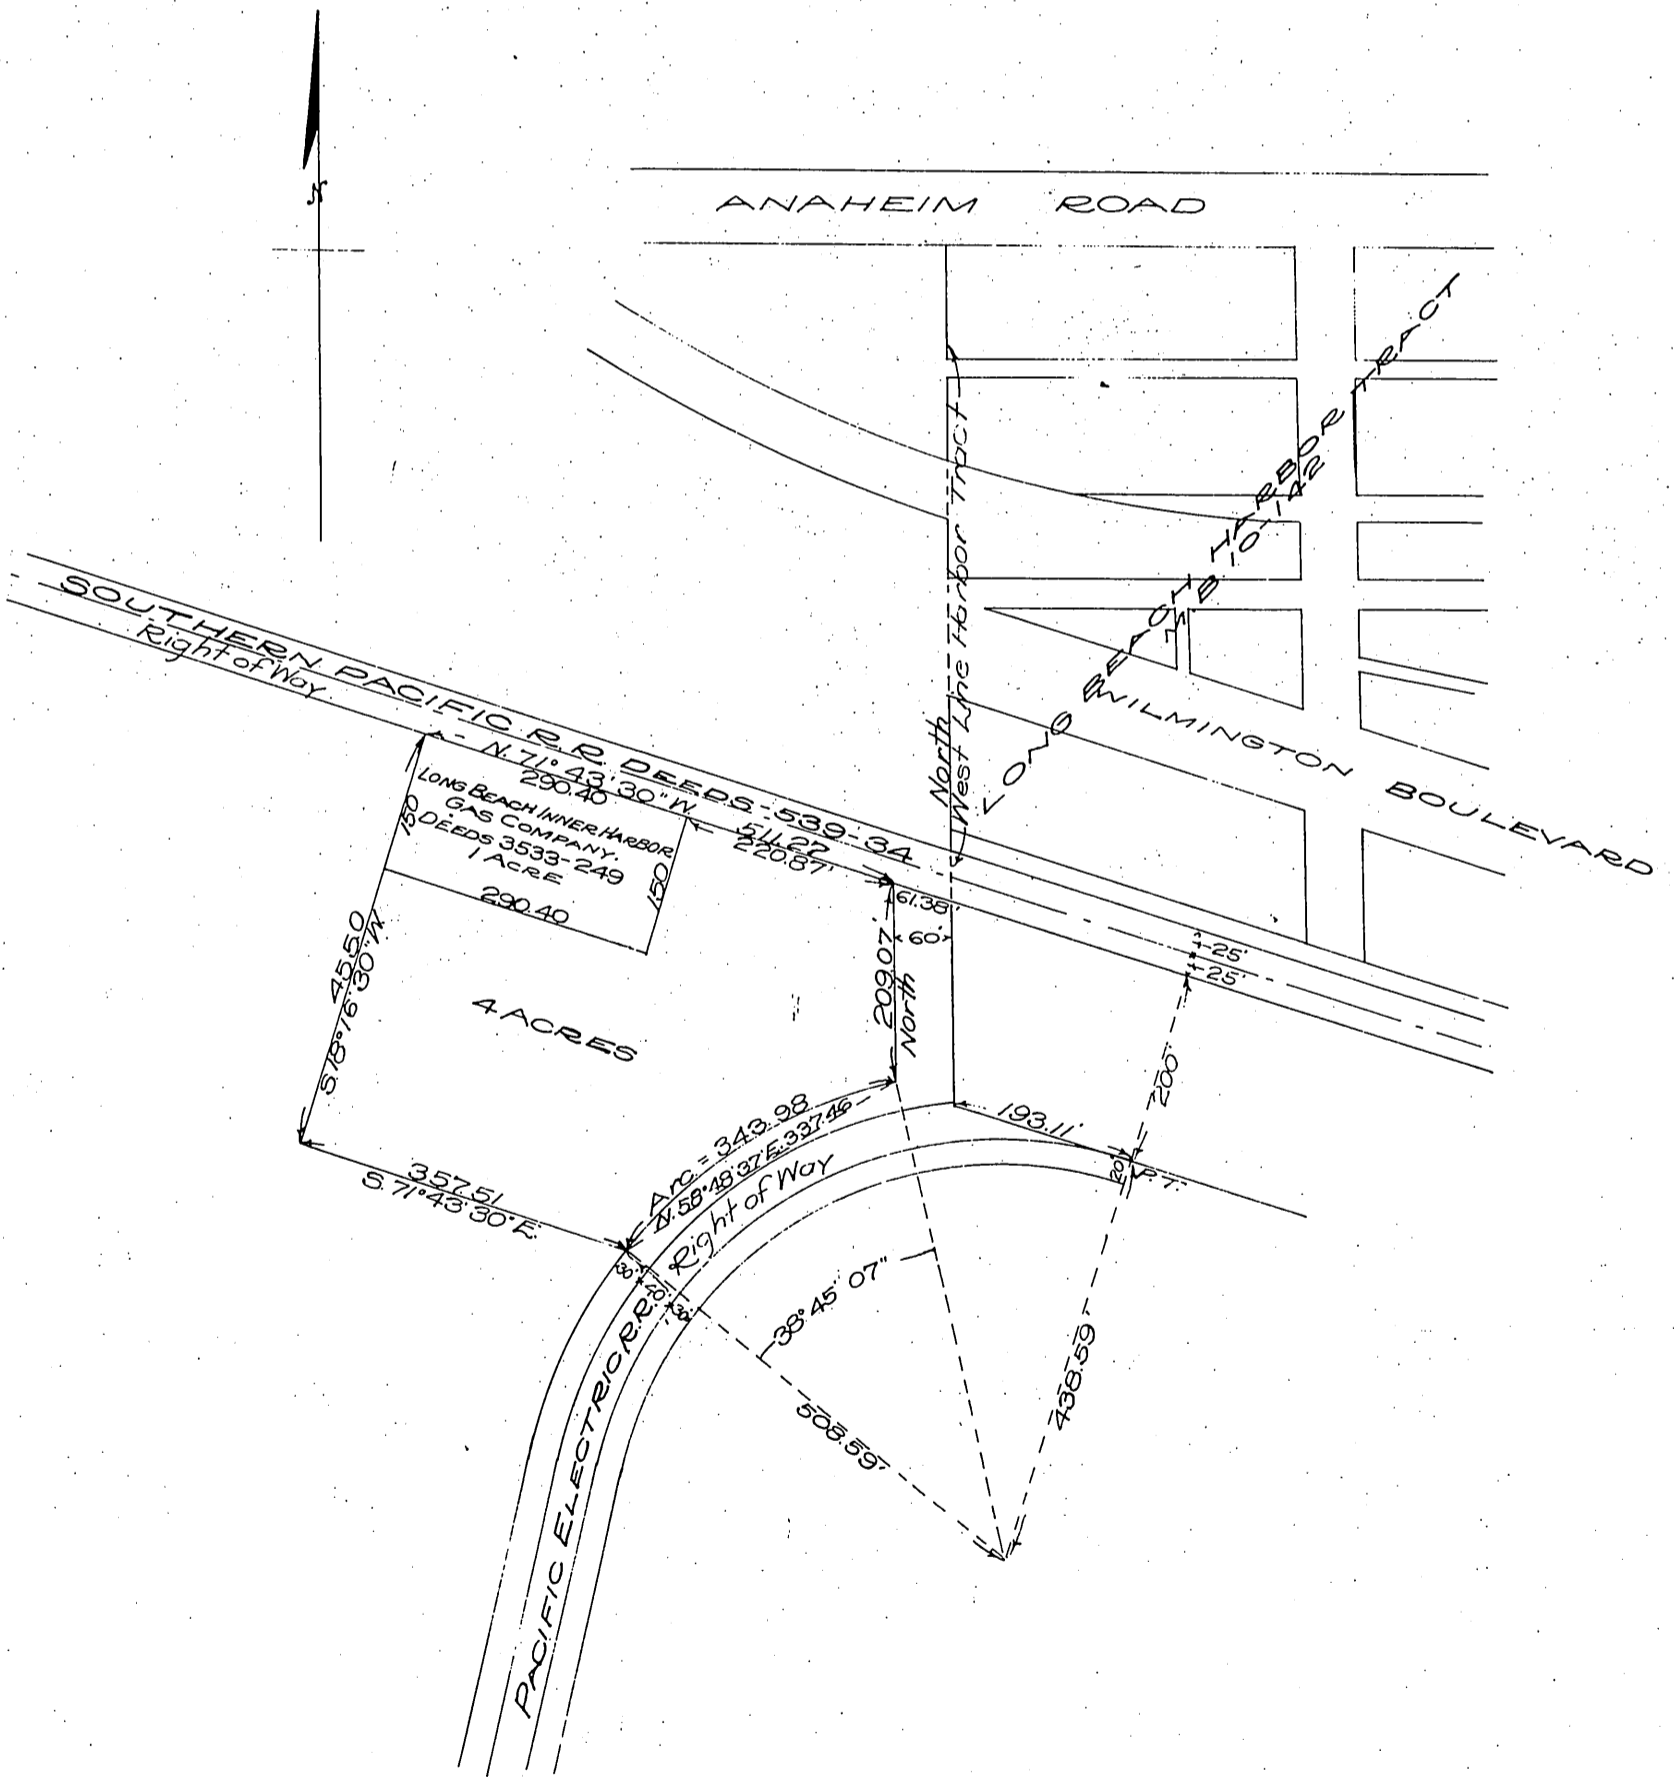 N
ANAHEIM ROAD
LONG BEACH HARBOR TRACT
M B 10-142
North
West Line Harbor Tract
WILMINGTON BOULEVARD
SOUTHERN PACIFIC R.R. DEEDS-539-34
Right of Way
N. 71° 43' 30" W.
290.40
511.27
220.87'
LONG BEACH INNER HARBOR
GAS COMPANY.
DEEDS 3533-249
1 ACRE
150
150
290.40
61.38'
60'
25'
25'
209.07'
North
455.0
S. 18° 16' 30" W.
4 ACRES
200'
193.11'
20'
P.T.
Arc = 343.98
N. 58° 48' 37" E. 337.46
Right of Way
357.51
S. 71° 43' 30" E.
30'
40'
30'
38° 45' 07"
438.59'
508.59'
PACIFIC ELECTRIC R.R.